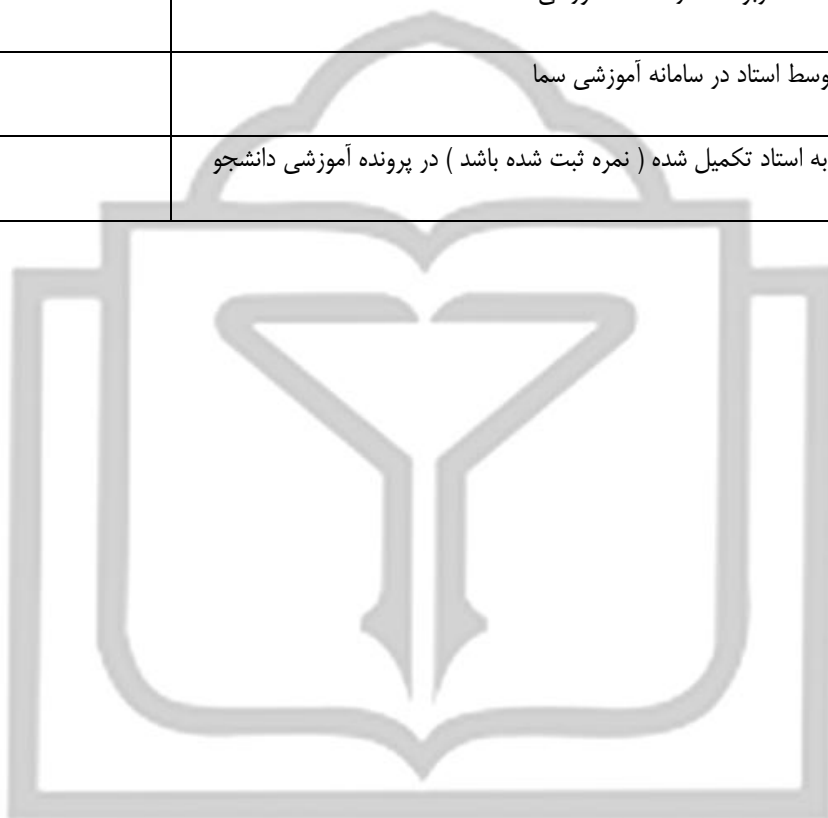 وسط استاد در سامانه آموزشی سما
به استاد تکمیل شده ( نمره ثبت شده باشد ) در پرونده آموزشی دانشجو